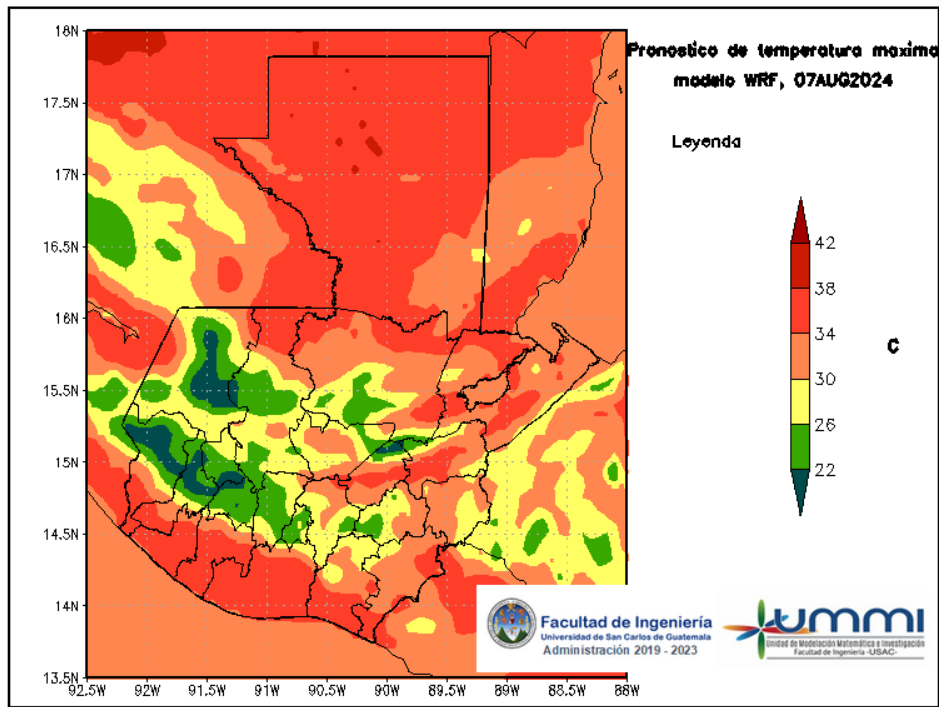 Pronostico de temperatura maxima
modelo WRF, 07AUG2024
Leyenda
18N
17.5N
17N
16.5N
16N
15.5N
15N
14.5N
14N
13.5N
92.5W 92W 91.5W 91W 90.5W 90W 89.5W 89W 88.5W 88W
42
38
34
30
26
22
C
Facultad de Ingeniería
Universidad de San Carlos de Guatemala
Administración 2019 - 2023
ummi
Unidad de Modelación Matemática e Investigación
Facultad de Ingeniería -USAC-